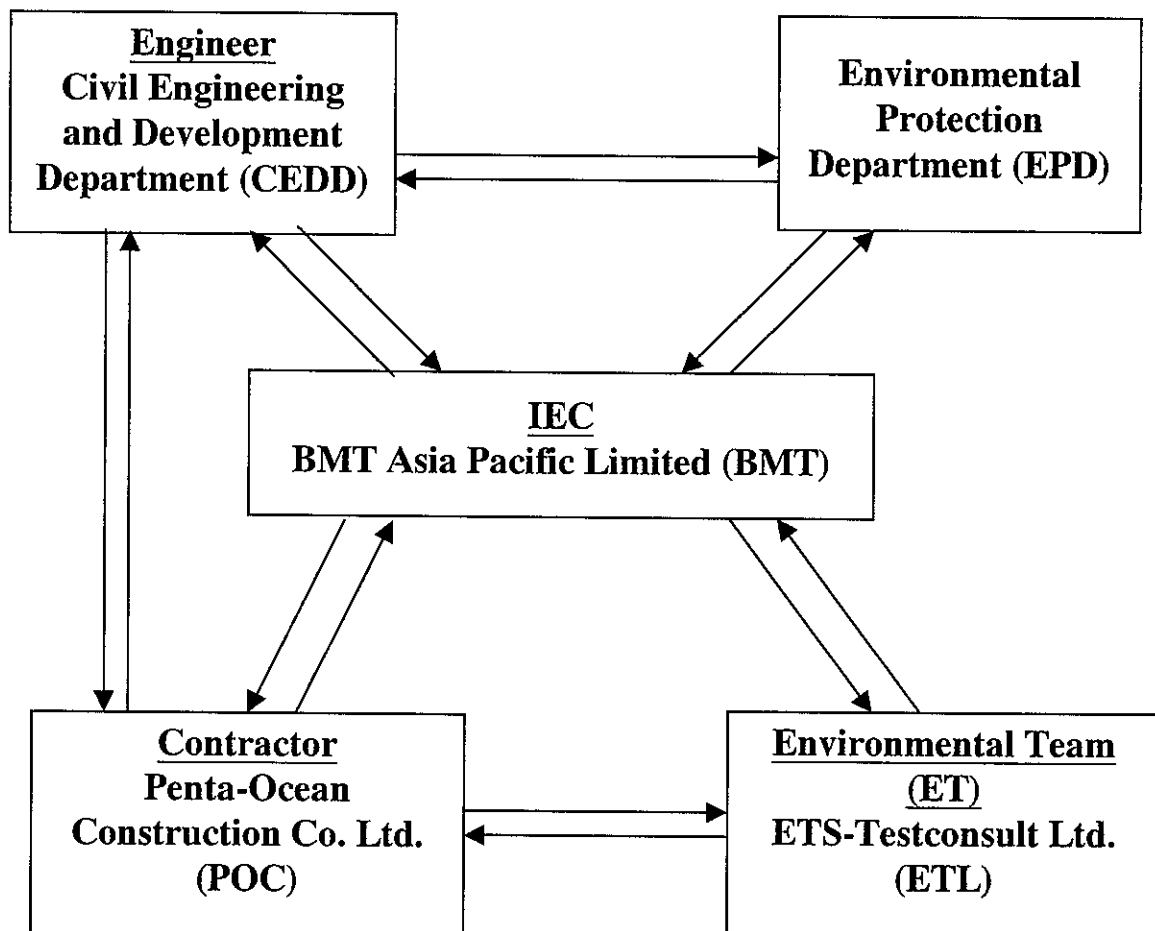 Engineer
Civil Engineering
and Development
Department (CEDD)
Environmental
Protection
Department (EPD)
IEC
BMT Asia Pacific Limited (BMT)
Contractor
Penta-Ocean
Construction Co. Ltd.
(POC)
Environmental Team
(ET)
ETS-Testconsult Ltd.
(ETL)